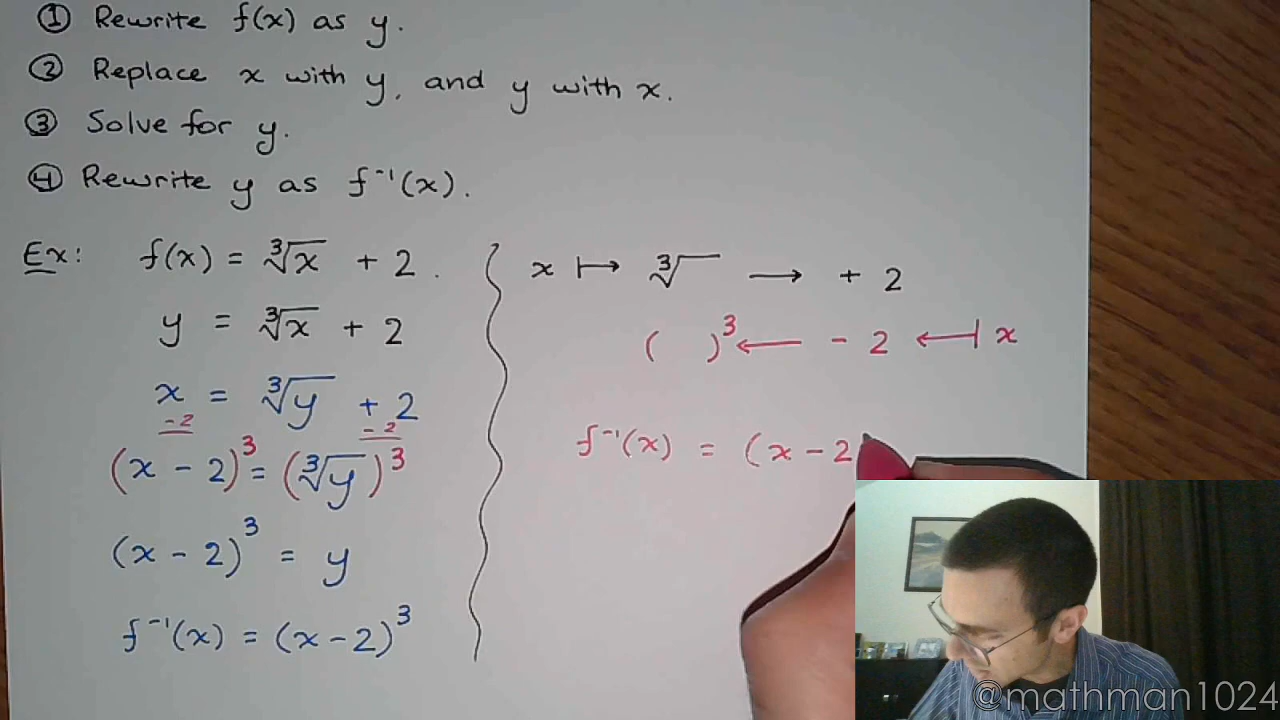 ① Rewrite f(x) as y.
② Replace x with y, and y with x.
③ Solve for y.
④ Rewrite y as f⁻¹(x).
Ex: f(x) = ∛x + 2.
y = ∛x + 2
x = ∛y + 2
-2 -2
(x - 2)³ = (∛y)³
(x - 2)³ = y
f⁻¹(x) = (x - 2)³
x ↦ ∛ → + 2
( )³ ← - 2 ↤ x
f⁻¹(x) = (x - 2
@mathman1024